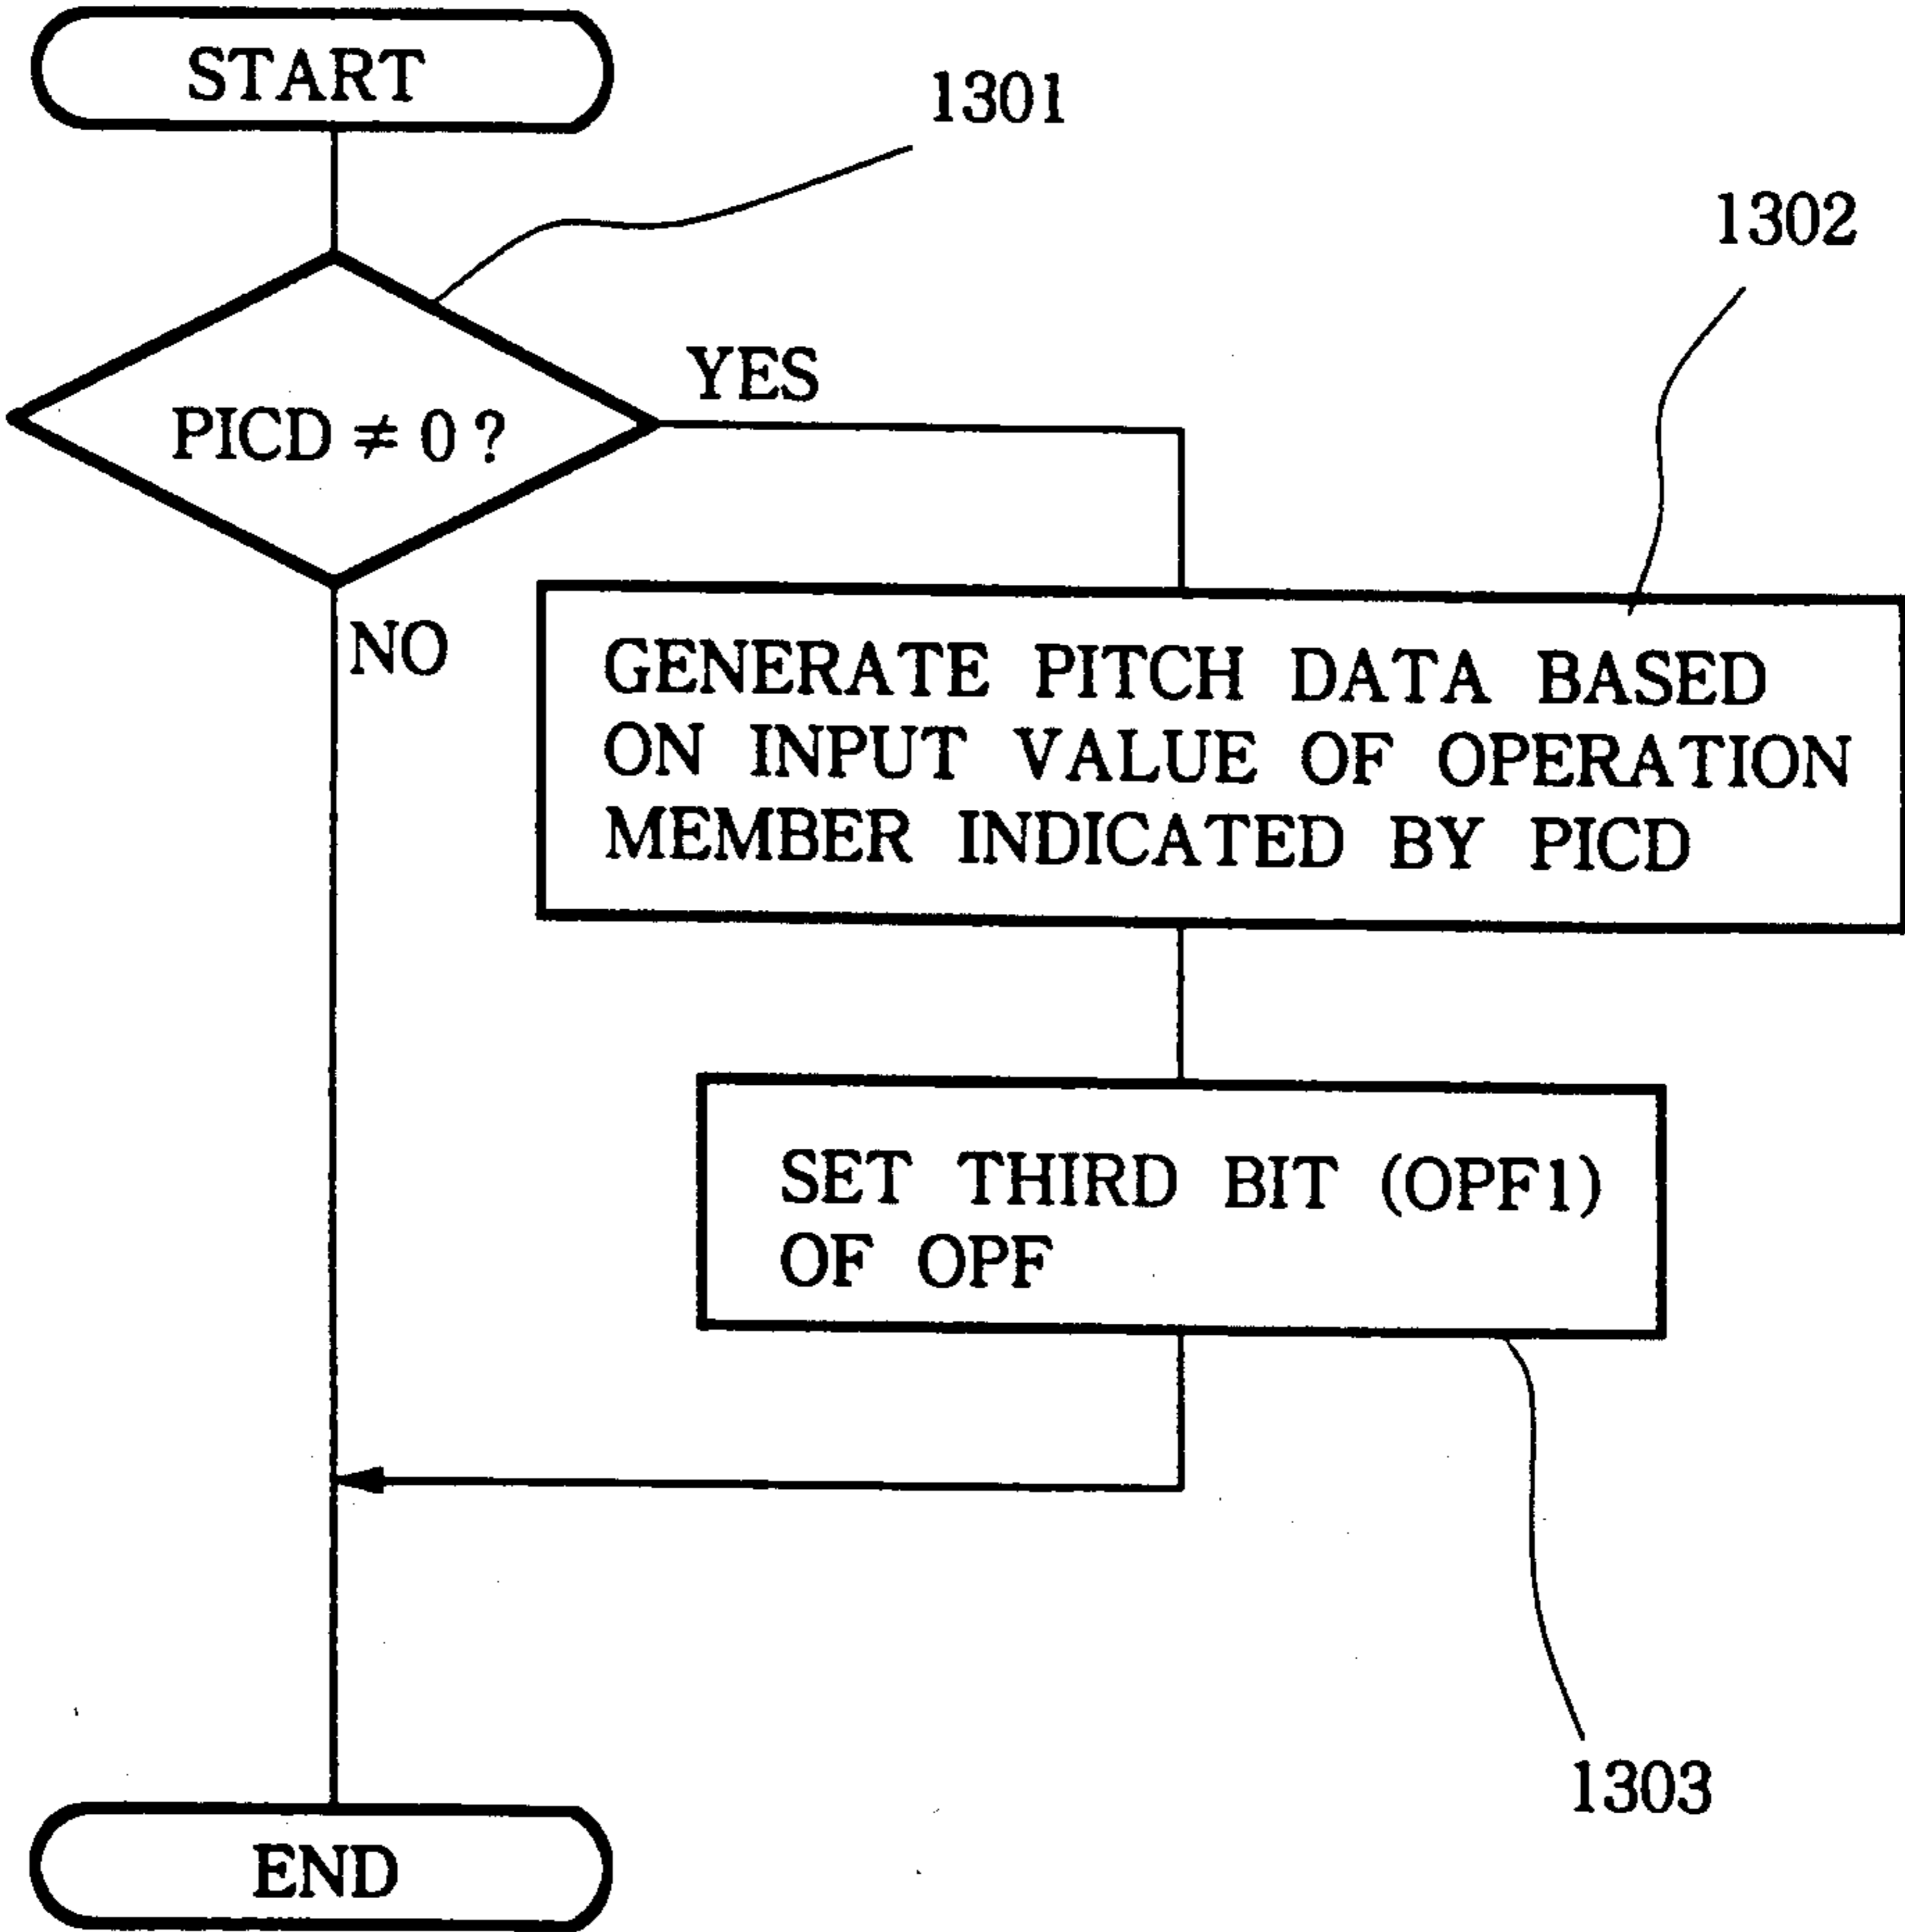 START
1301
1302
PICD ≠ 0 ?
YES
NO
GENERATE PITCH DATA BASED
ON INPUT VALUE OF OPERATION
MEMBER INDICATED BY PICD
SET THIRD BIT (OPF1)
OF OPF
1303
END